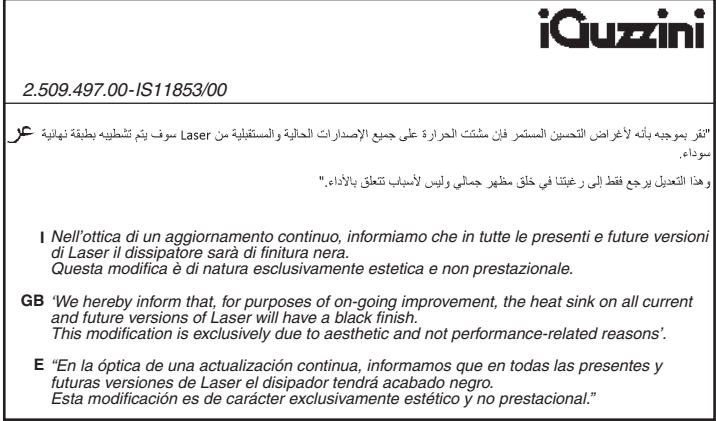 iGuzzini
2.509.497.00-IS11853/00
عر "نقر بموجبه بأنه لأغراض التحسين المستمر فإن مشتت الحرارة على جميع الإصدارات الحالية والمستقبلية من Laser سوف يتم تشطيبه بطبقة نهائية
سوداء.
وهذا التعديل يرجع فقط إلى رغبتنا في خلق مظهر جمالي وليس لأسباب تتعلق بالأداء."
I Nell'ottica di un aggiornamento continuo, informiamo che in tutte le presenti e future versioni
di Laser il dissipatore sarà di finitura nera.
Questa modifica è di natura esclusivamente estetica e non prestazionale.
GB 'We hereby inform that, for purposes of on-going improvement, the heat sink on all current
and future versions of Laser will have a black finish.
This modification is exclusively due to aesthetic and not performance-related reasons'.
E "En la óptica de una actualización continua, informamos que en todas las presentes y
futuras versiones de Laser el disipador tendrá acabado negro.
Esta modificación es de carácter exclusivamente estético y no prestacional."